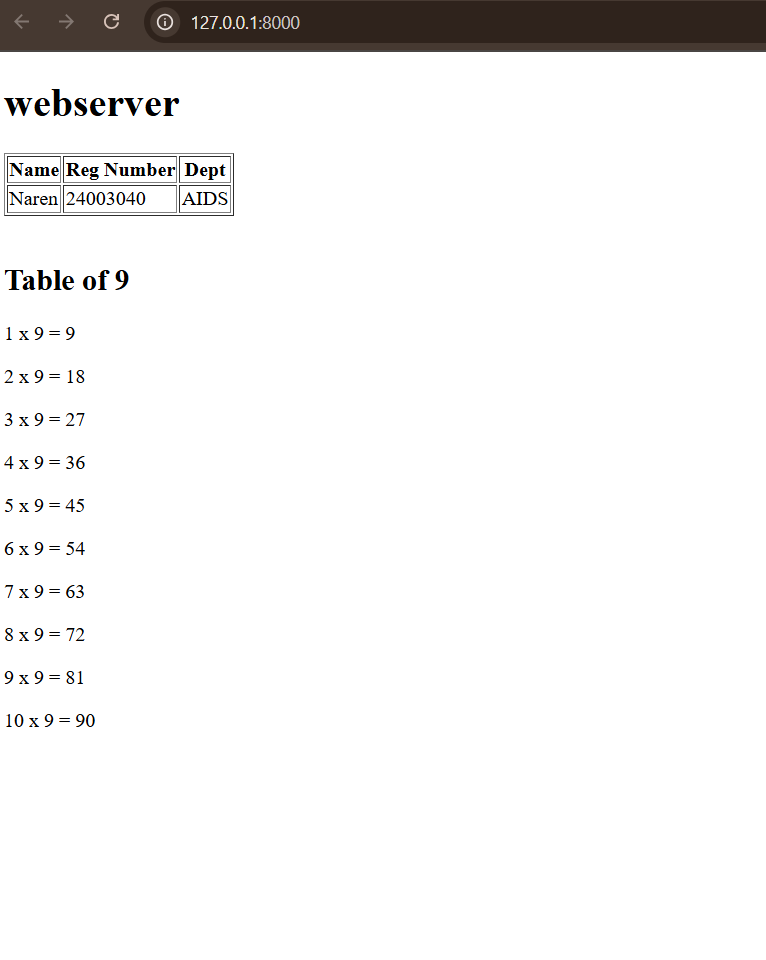 127.0.0.1:8000
webserver
Name Reg Number Dept
Naren 24003040 AIDS
Table of 9
1 x 9 = 9
2 x 9 = 18
3 x 9 = 27
4 x 9 = 36
5 x 9 = 45
6 x 9 = 54
7 x 9 = 63
8 x 9 = 72
9 x 9 = 81
10 x 9 = 90